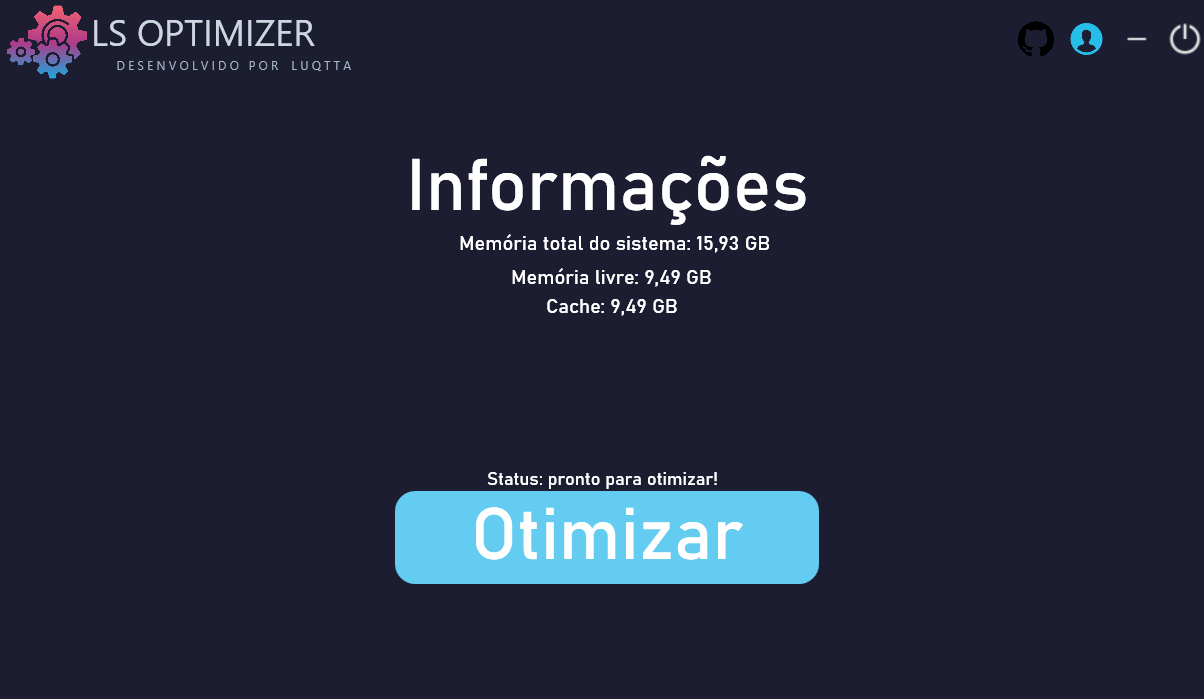 LS OPTIMIZER
DESENVOLVIDO POR LUQTTA
Informações
Memória total do sistema: 15,93 GB
Memória livre: 9,49 GB
Cache: 9,49 GB
Status: pronto para otimizar!
Otimizar